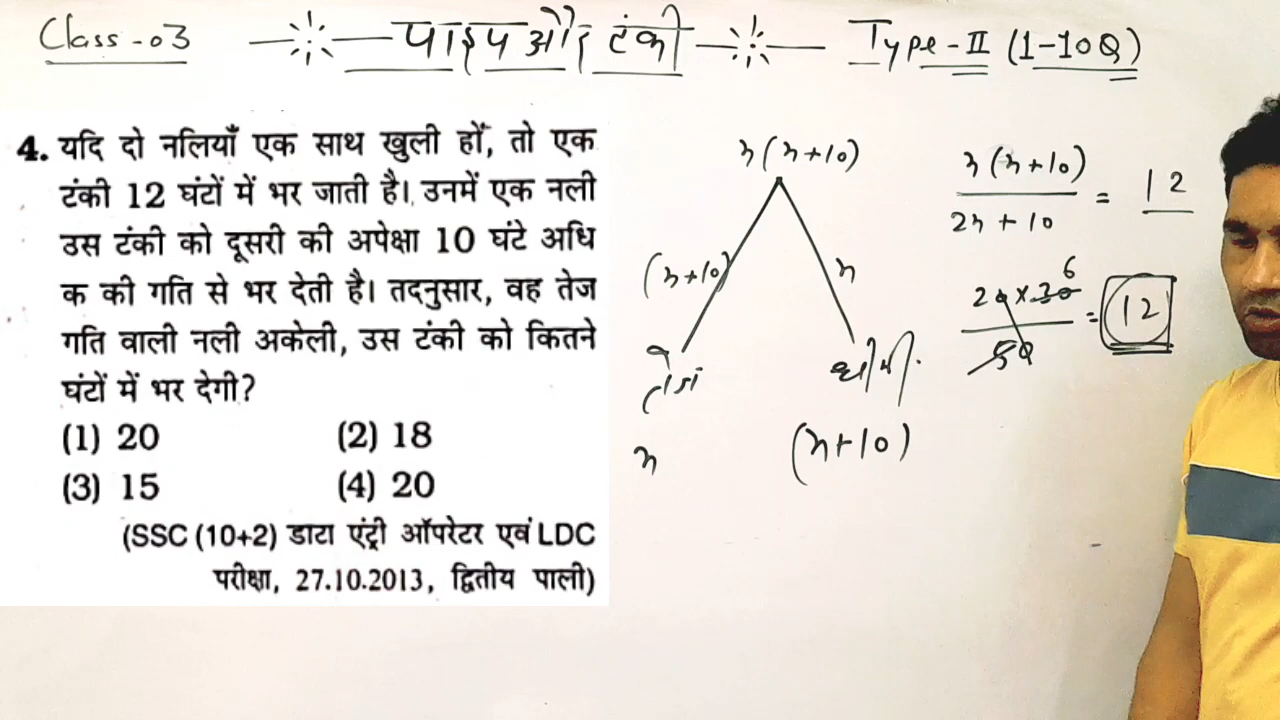 Class-03 पाइप और टंकी Type-II (1-10Q)
4. यदि दो नलियाँ एक साथ खुली हों, तो एक
टंकी 12 घंटों में भर जाती है। उनमें एक नली
उस टंकी को दूसरी की अपेक्षा 10 घंटे अधि
क की गति से भर देती है। तदनुसार, वह तेज
गति वाली नली अकेली, उस टंकी को कितने
घंटों में भर देगी?
(1) 20 (2) 18
(3) 15 (4) 20
(SSC (10+2) डाटा एंट्री ऑपरेटर एवं LDC
परीक्षा, 27.10.2013, द्वितीय पाली)
x(x+10)
(x+10) x
तेज धीमी
x (x+10)
x(x+10)
2x+10 = 12
6
20×30
50 = 12